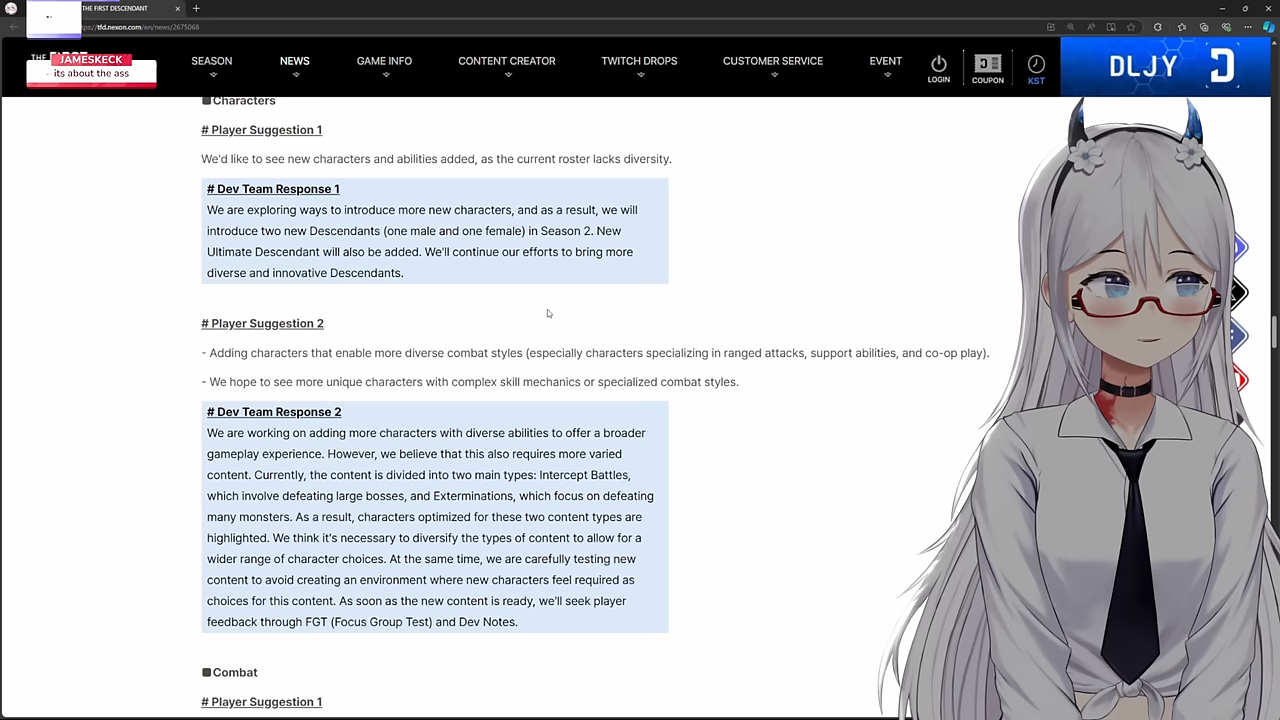 THE FIRST DESCENDANT
tfd.nexon.com/en/news/2675068
JAMESKECK
its about the ass
SEASON
NEWS
GAME INFO
CONTENT CREATOR
TWITCH DROPS
CUSTOMER SERVICE
EVENT
LOGIN
COUPON
KST
DLJY
Characters
# Player Suggestion 1
We'd like to see new characters and abilities added, as the current roster lacks diversity.
# Dev Team Response 1
We are exploring ways to introduce more new characters, and as a result, we will
introduce two new Descendants (one male and one female) in Season 2. New
Ultimate Descendant will also be added. We'll continue our efforts to bring more
diverse and innovative Descendants.
# Player Suggestion 2
- Adding characters that enable more diverse combat styles (especially characters specializing in ranged attacks, support abilities, and co-op play).
- We hope to see more unique characters with complex skill mechanics or specialized combat styles.
# Dev Team Response 2
We are working on adding more characters with diverse abilities to offer a broader
gameplay experience. However, we believe that this also requires more varied
content. Currently, the content is divided into two main types: Intercept Battles,
which involve defeating large bosses, and Exterminations, which focus on defeating
many monsters. As a result, characters optimized for these two content types are
highlighted. We think it's necessary to diversify the types of content to allow for a
wider range of character choices. At the same time, we are carefully testing new
content to avoid creating an environment where new characters feel required as
choices for this content. As soon as the new content is ready, we'll seek player
feedback through FGT (Focus Group Test) and Dev Notes.
Combat
# Player Suggestion 1